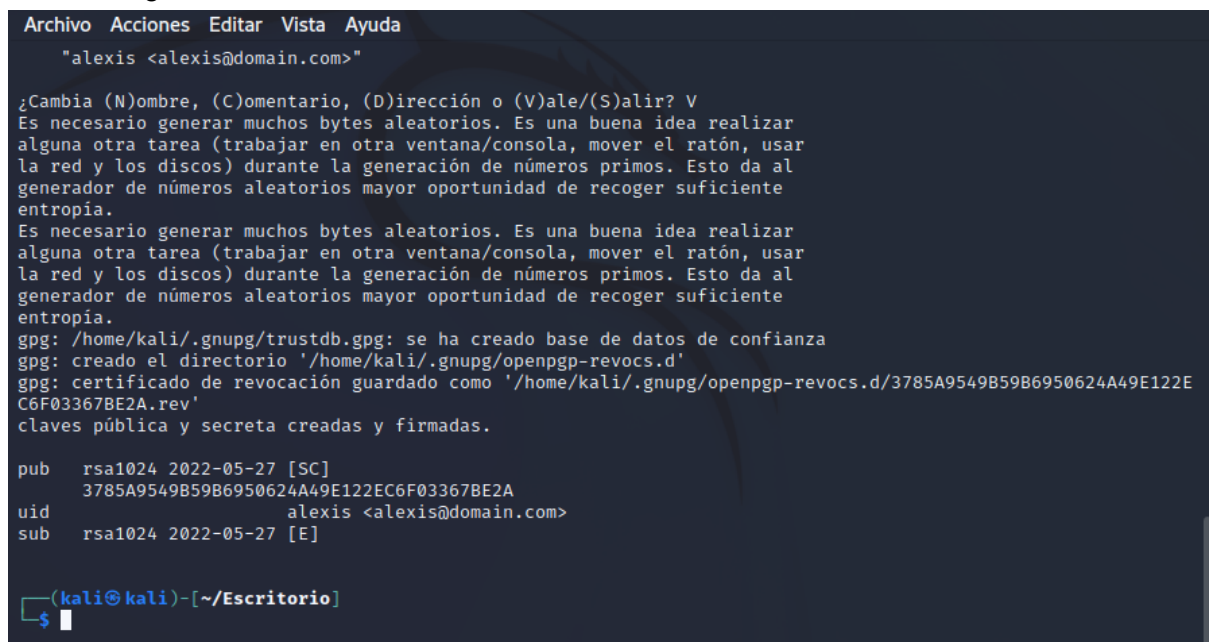 Archivo Acciones Editar Vista Ayuda
"alexis <alexis@domain.com>"
¿Cambia (N)ombre, (C)omentario, (D)irección o (V)ale/(S)alir? V
Es necesario generar muchos bytes aleatorios. Es una buena idea realizar
alguna otra tarea (trabajar en otra ventana/consola, mover el ratón, usar
la red y los discos) durante la generación de números primos. Esto da al
generador de números aleatorios mayor oportunidad de recoger suficiente
entropía.
Es necesario generar muchos bytes aleatorios. Es una buena idea realizar
alguna otra tarea (trabajar en otra ventana/consola, mover el ratón, usar
la red y los discos) durante la generación de números primos. Esto da al
generador de números aleatorios mayor oportunidad de recoger suficiente
entropía.
gpg: /home/kali/.gnupg/trustdb.gpg: se ha creado base de datos de confianza
gpg: creado el directorio '/home/kali/.gnupg/openpgp-revocs.d'
gpg: certificado de revocación guardado como '/home/kali/.gnupg/openpgp-revocs.d/3785A9549B59B6950624A49E122E
C6F03367BE2A.rev'
claves pública y secreta creadas y firmadas.
pub rsa1024 2022-05-27 [SC]
3785A9549B59B6950624A49E122EC6F03367BE2A
uid alexis <alexis@domain.com>
sub rsa1024 2022-05-27 [E]
┌──(kali㉿kali)-[~/Escritorio]
└─$